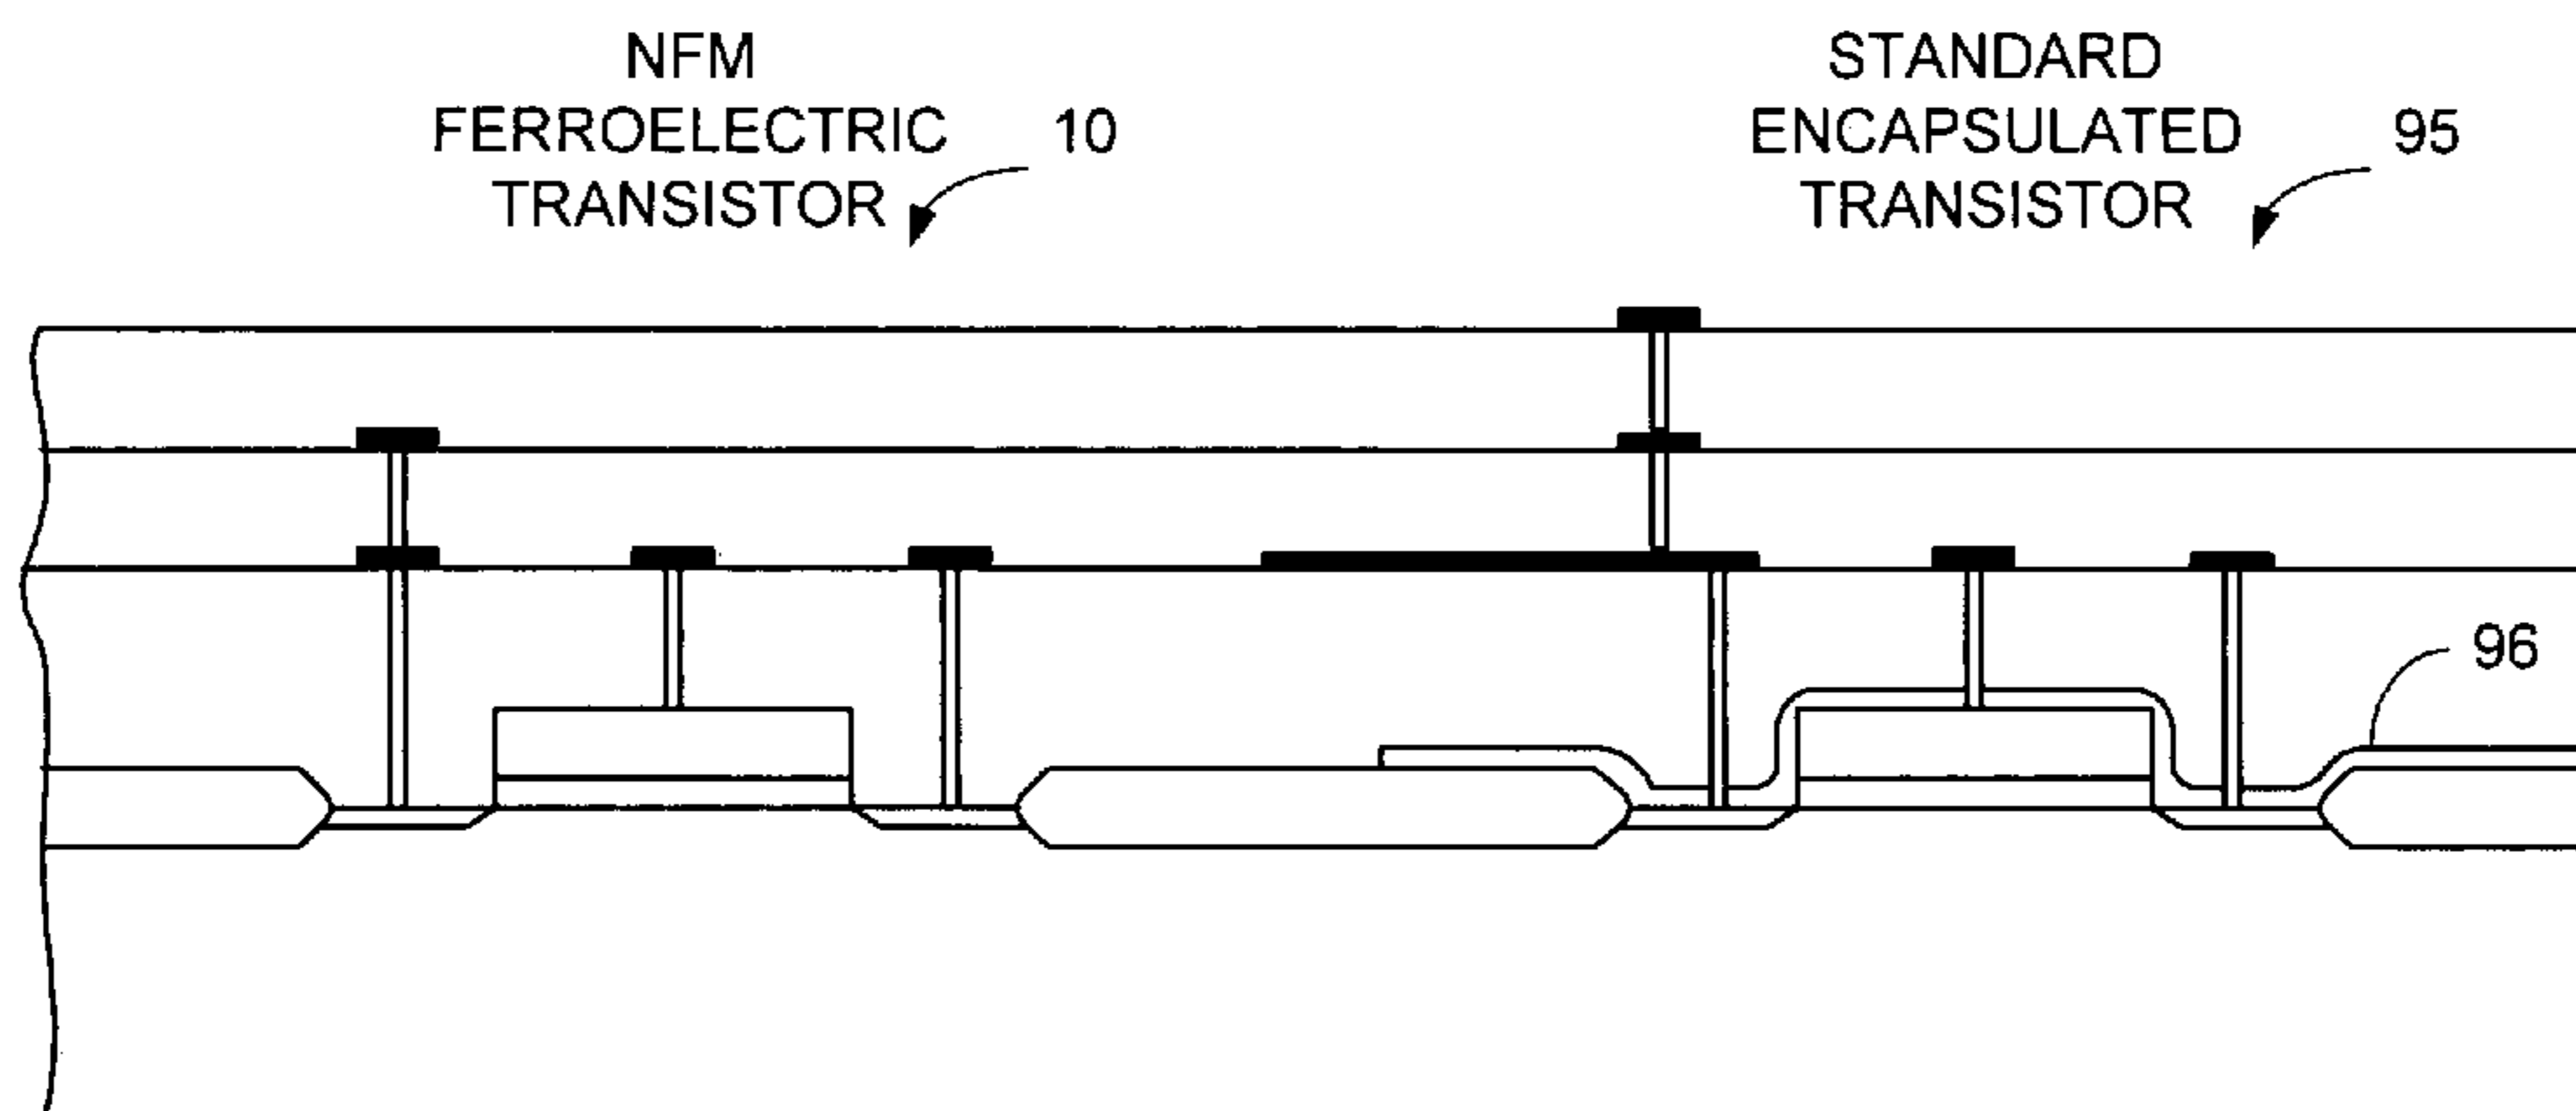 NFM
FERROELECTRIC
TRANSISTOR
10
STANDARD
ENCAPSULATED
TRANSISTOR
95
96